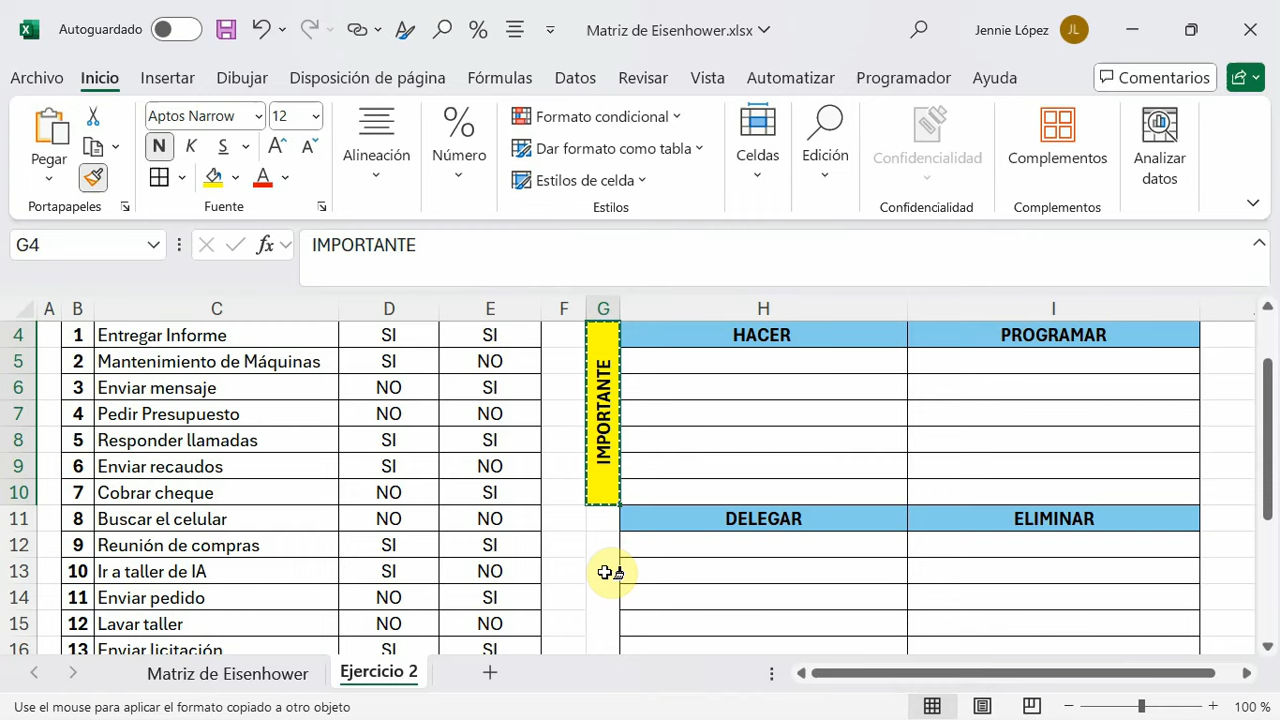 Autoguardado
Matriz de Eisenhower.xlsx
Jennie López
JL
Archivo Inicio Insertar Dibujar Disposición de página Fórmulas Datos Revisar Vista Automatizar Programador Ayuda
Comentarios
Pegar
Portapapeles
Aptos Narrow 12
N K S A A
A
Fuente
Alineación
%
Número
Formato condicional
Dar formato como tabla
Estilos de celda
Estilos
Celdas
Edición
Confidencialidad
Confidencialidad
Complementos
Complementos
Analizar datos
G4
fx
IMPORTANTE
A B C D E F G H I
4 1 Entregar Informe SI SI HACER PROGRAMAR
5 2 Mantenimiento de Máquinas SI NO
6 3 Enviar mensaje NO SI
7 4 Pedir Presupuesto NO NO
8 5 Responder llamadas SI SI
9 6 Enviar recaudos SI NO
10 7 Cobrar cheque NO SI
IMPORTANTE
11 8 Buscar el celular NO NO DELEGAR ELIMINAR
12 9 Reunión de compras SI SI
13 10 Ir a taller de IA SI NO
14 11 Enviar pedido NO SI
15 12 Lavar taller NO NO
16 13 Enviar licitación SI SI
Matriz de Eisenhower Ejercicio 2
Use el mouse para aplicar el formato copiado a otro objeto
100 %